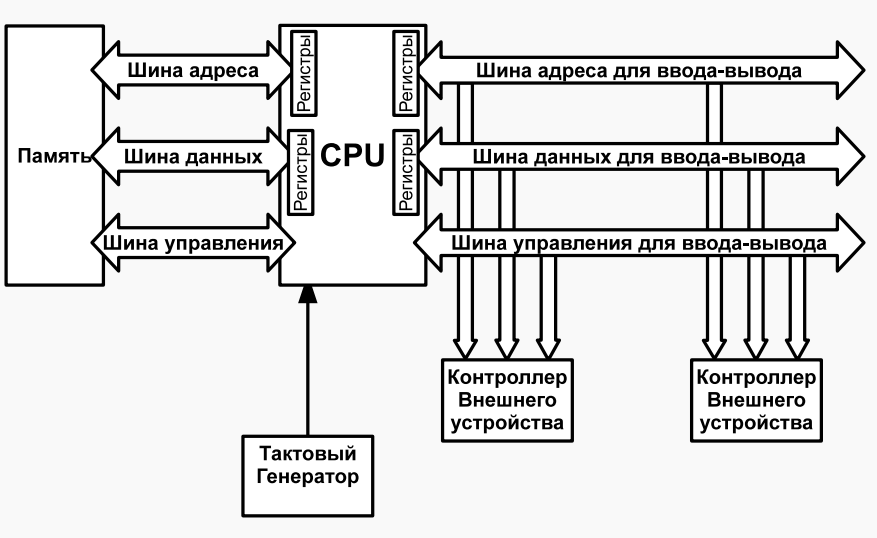 Регистры
Регистры
Шина адреса
Шина адреса для ввода-вывода
Память
Шина данных
Регистры
CPU
Регистры
Шина данных для ввода-вывода
Шина управления
Шина управления для ввода-вывода
Контроллер
Внешнего
устройства
Контроллер
Внешнего
устройства
Тактовый
Генератор